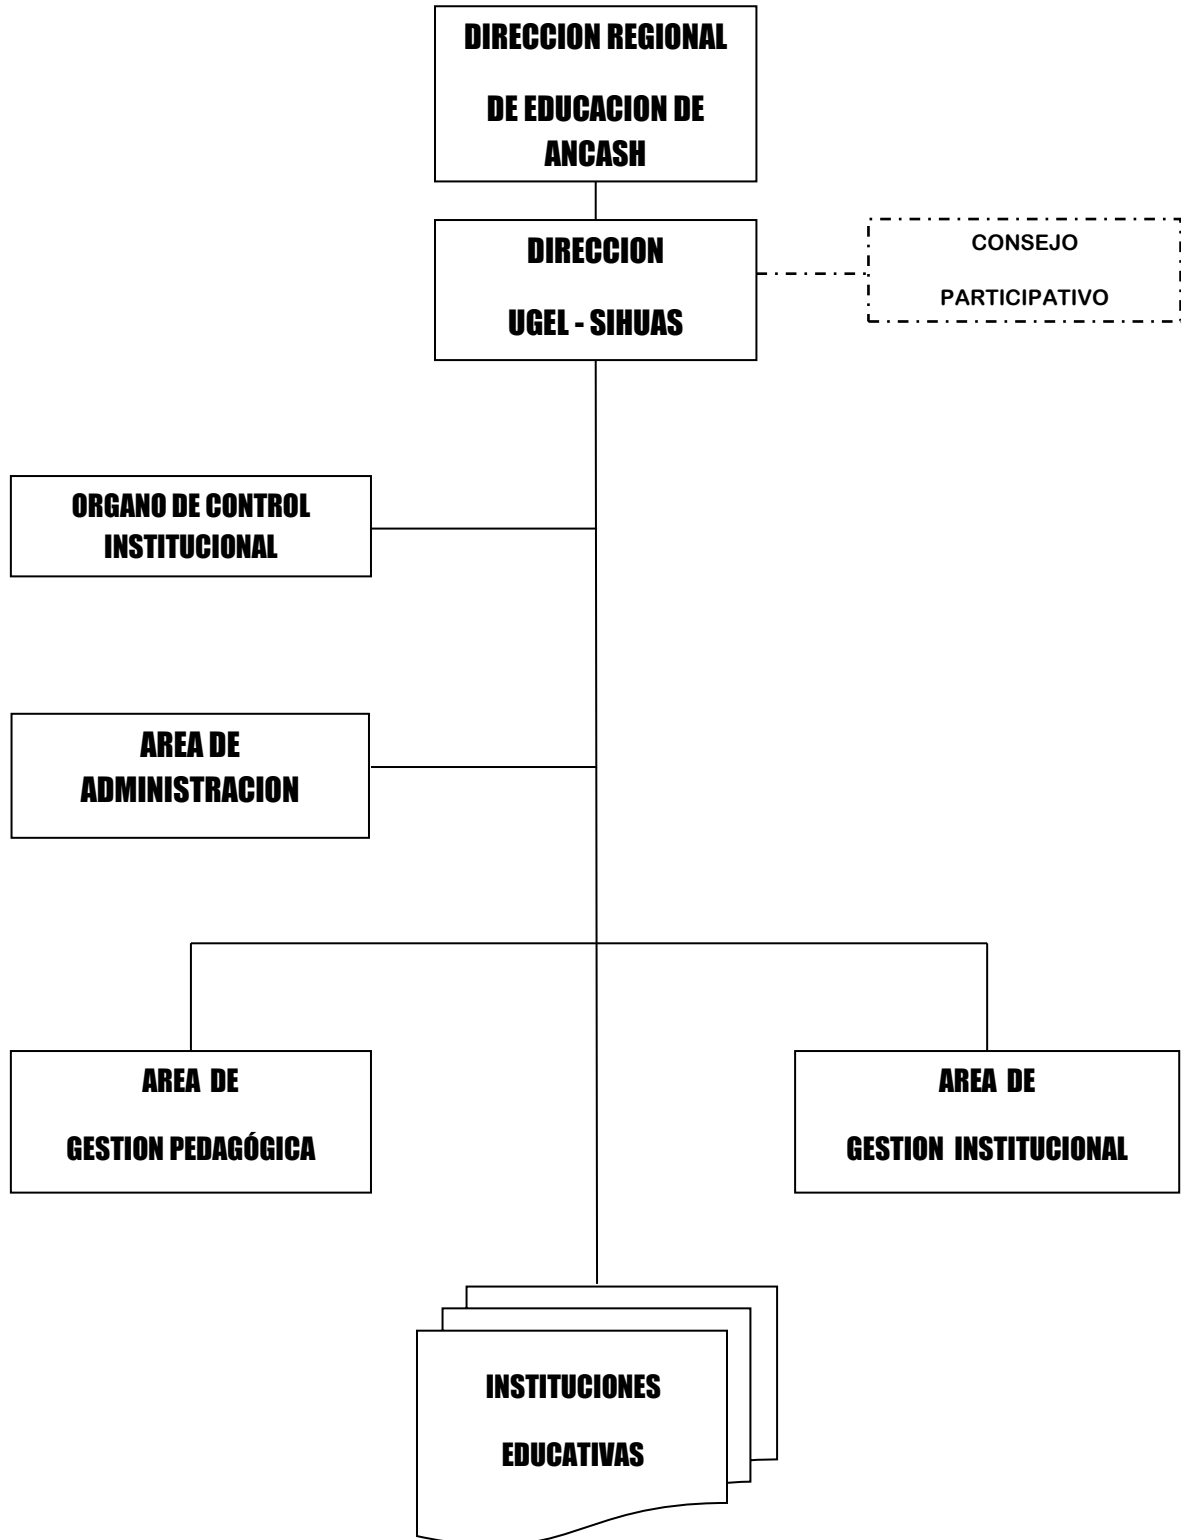 DIRECCION REGIONAL
DE EDUCACION DE
ANCASH
DIRECCION
UGEL - SIHUAS
CONSEJO
PARTICIPATIVO
ORGANO DE CONTROL
INSTITUCIONAL
AREA DE
ADMINISTRACION
AREA DE
GESTION PEDAGÓGICA
AREA DE
GESTION INSTITUCIONAL
INSTITUCIONES
EDUCATIVAS